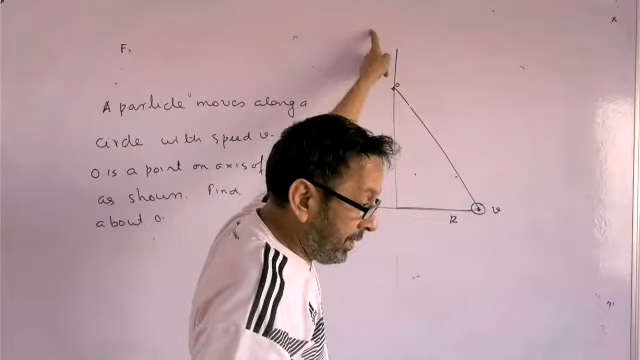 F.
A particle moves along a
circle with speed v.
O is a point on axis of
as shown. Find
about O.
O
R
v